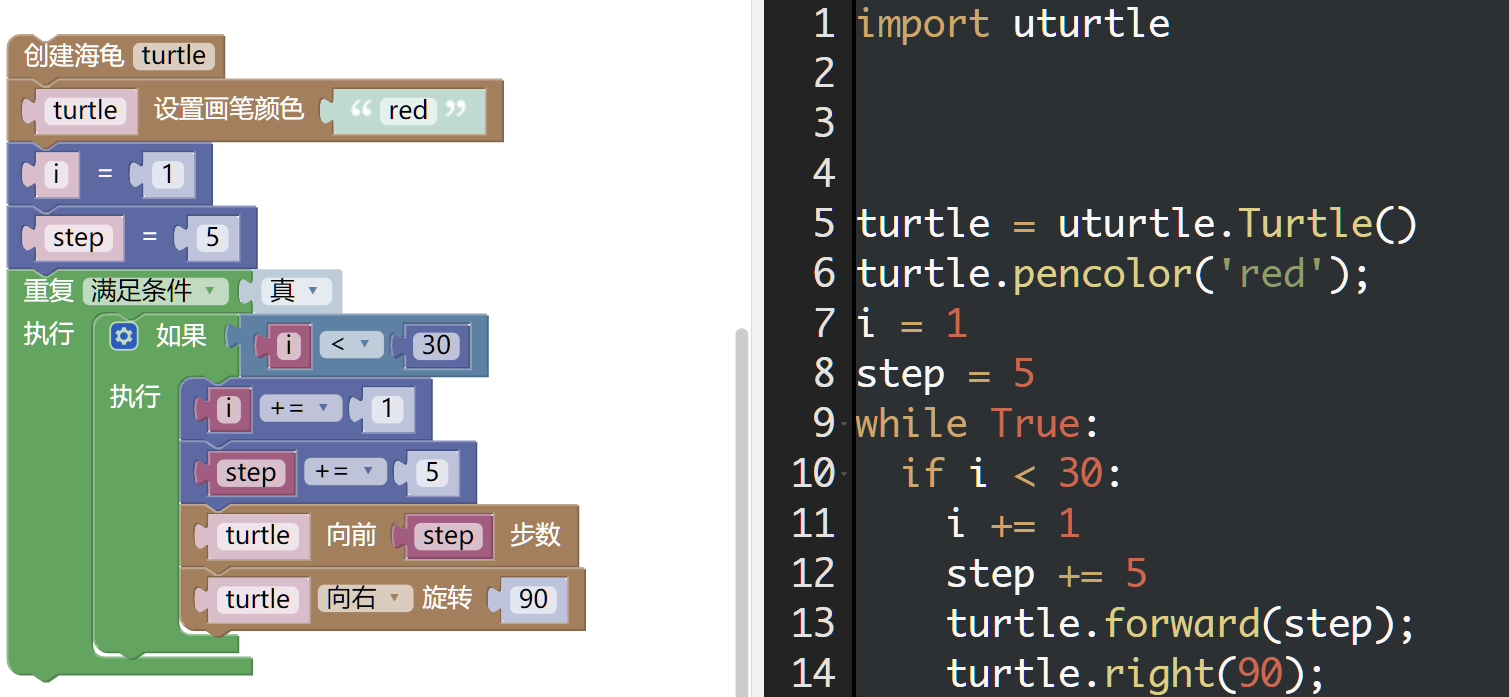 创建海龟 turtle
turtle 设置画笔颜色 “ red ”
i = 1
step = 5
重复 满足条件 真
执行 如果 i < 30
执行 i += 1
step += 5
turtle 向前 step 步数
turtle 向右 旋转 90
1 import uturtle
2
3
4
5 turtle = uturtle.Turtle()
6 turtle.pencolor('red');
7 i = 1
8 step = 5
9 while True:
10 if i < 30:
11 i += 1
12 step += 5
13 turtle.forward(step);
14 turtle.right(90);